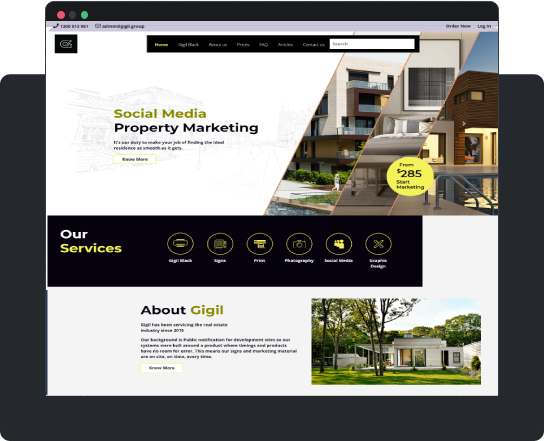 1300 912 961 admin@gigil.group Order Now Log In
Home Gigil Black About us Prices FAQ Articles Contact us Search
Social Media
Property Marketing
It's our duty to make your job of finding the ideal
residence as smooth as it gets.
Know More
From
$285
Start
Marketing
Our
Services
Gigil Black Signs Print Photography Social Media Graphic
Design
About Gigil
Gigil has been servicing the real estate
industry since 2015
Our background is Public notification for development sites so our
systems were built around a product where timings and products
have no room for error. This means our signs and marketing material
are on site, on time, every time.
Know More